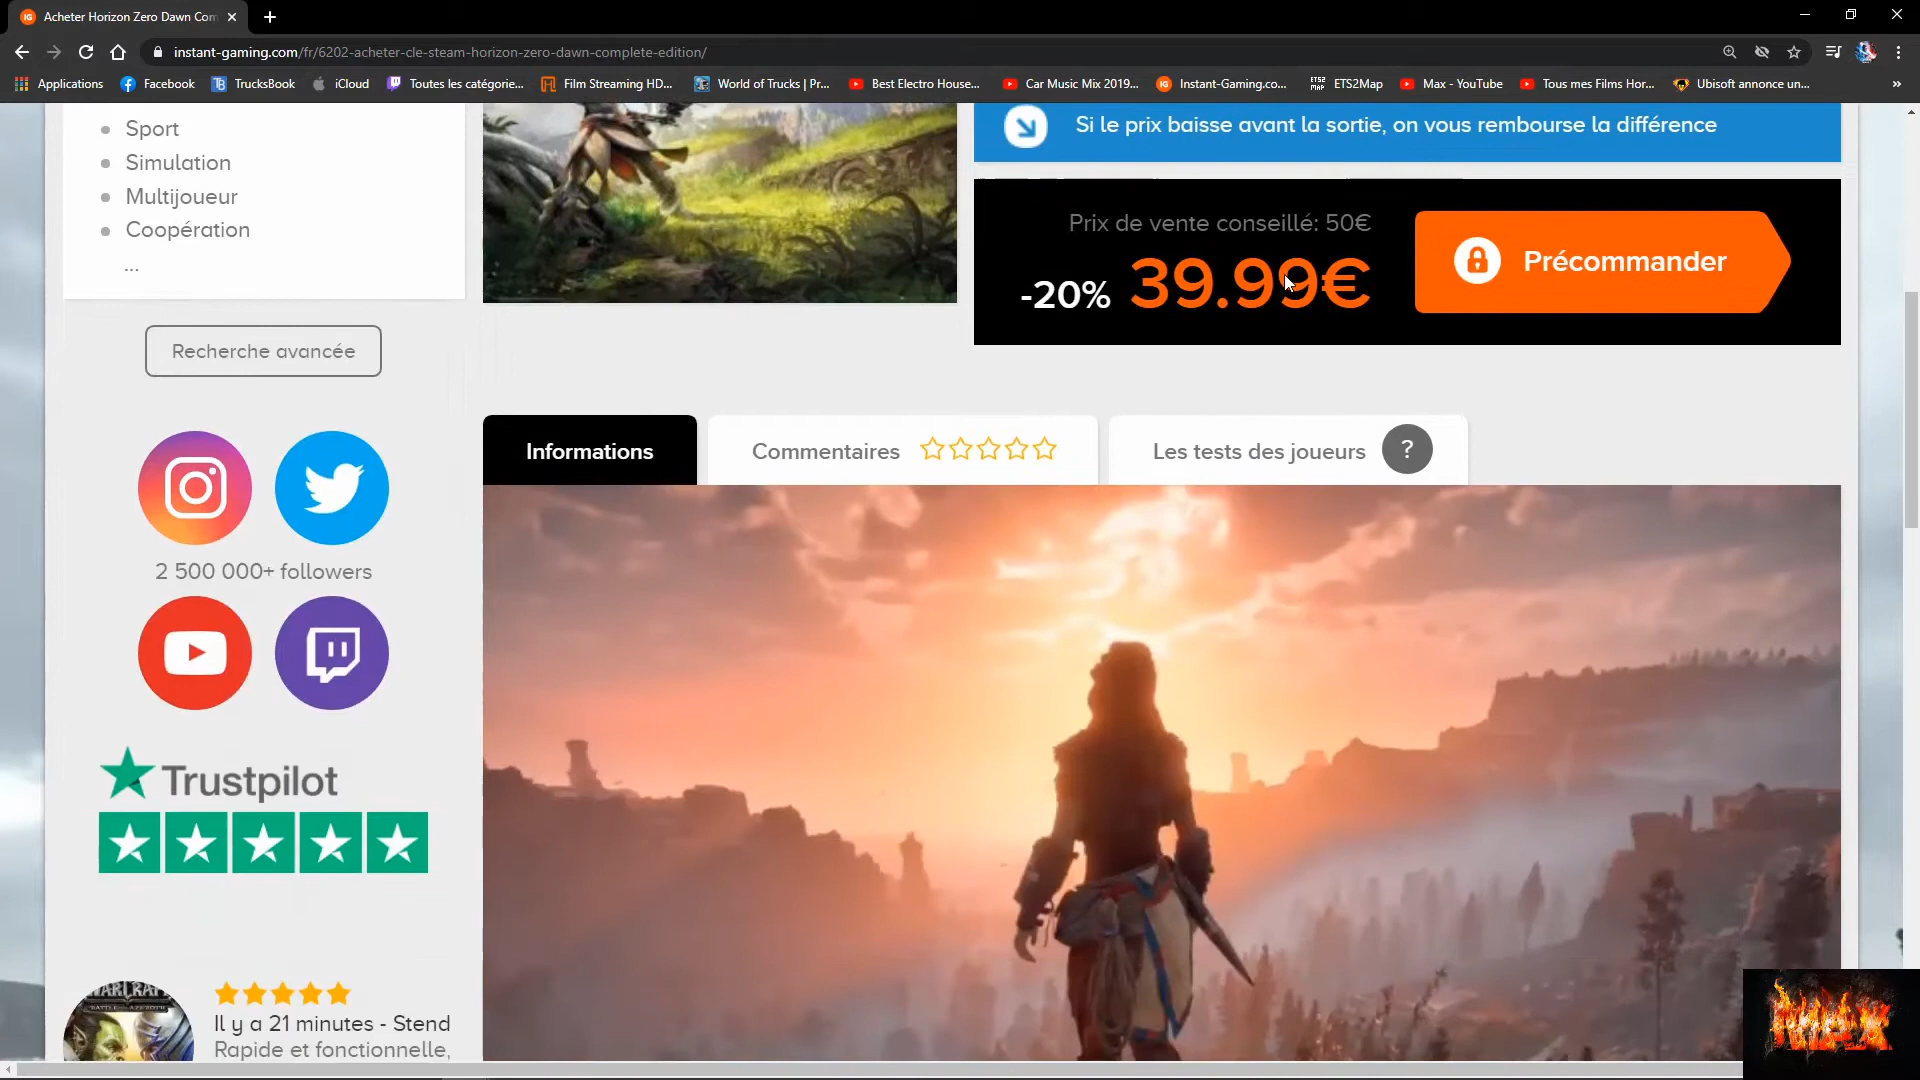 Acheter Horizon Zero Dawn Com
instant-gaming.com/fr/6202-acheter-cle-steam-horizon-zero-dawn-complete-edition/
Applications
Facebook
TrucksBook
iCloud
Toutes les catégorie...
Film Streaming HD...
World of Trucks | Pr...
Best Electro House...
Car Music Mix 2019...
Instant-Gaming.co...
ETS2Map
Max - YouTube
Tous mes Films Hor...
Ubisoft annonce un...
Sport
Simulation
Multijoueur
Coopération
...
Recherche avancée
Si le prix baisse avant la sortie, on vous rembourse la différence
Prix de vente conseillé: 50€
-20% 39.99€
Précommander
Informations
Commentaires
Les tests des joueurs ?
2 500 000+ followers
Trustpilot
WARCRAFT
BATTLE FOR AZEROTH
Il y a 21 minutes - Stend
Rapide et fonctionnelle,